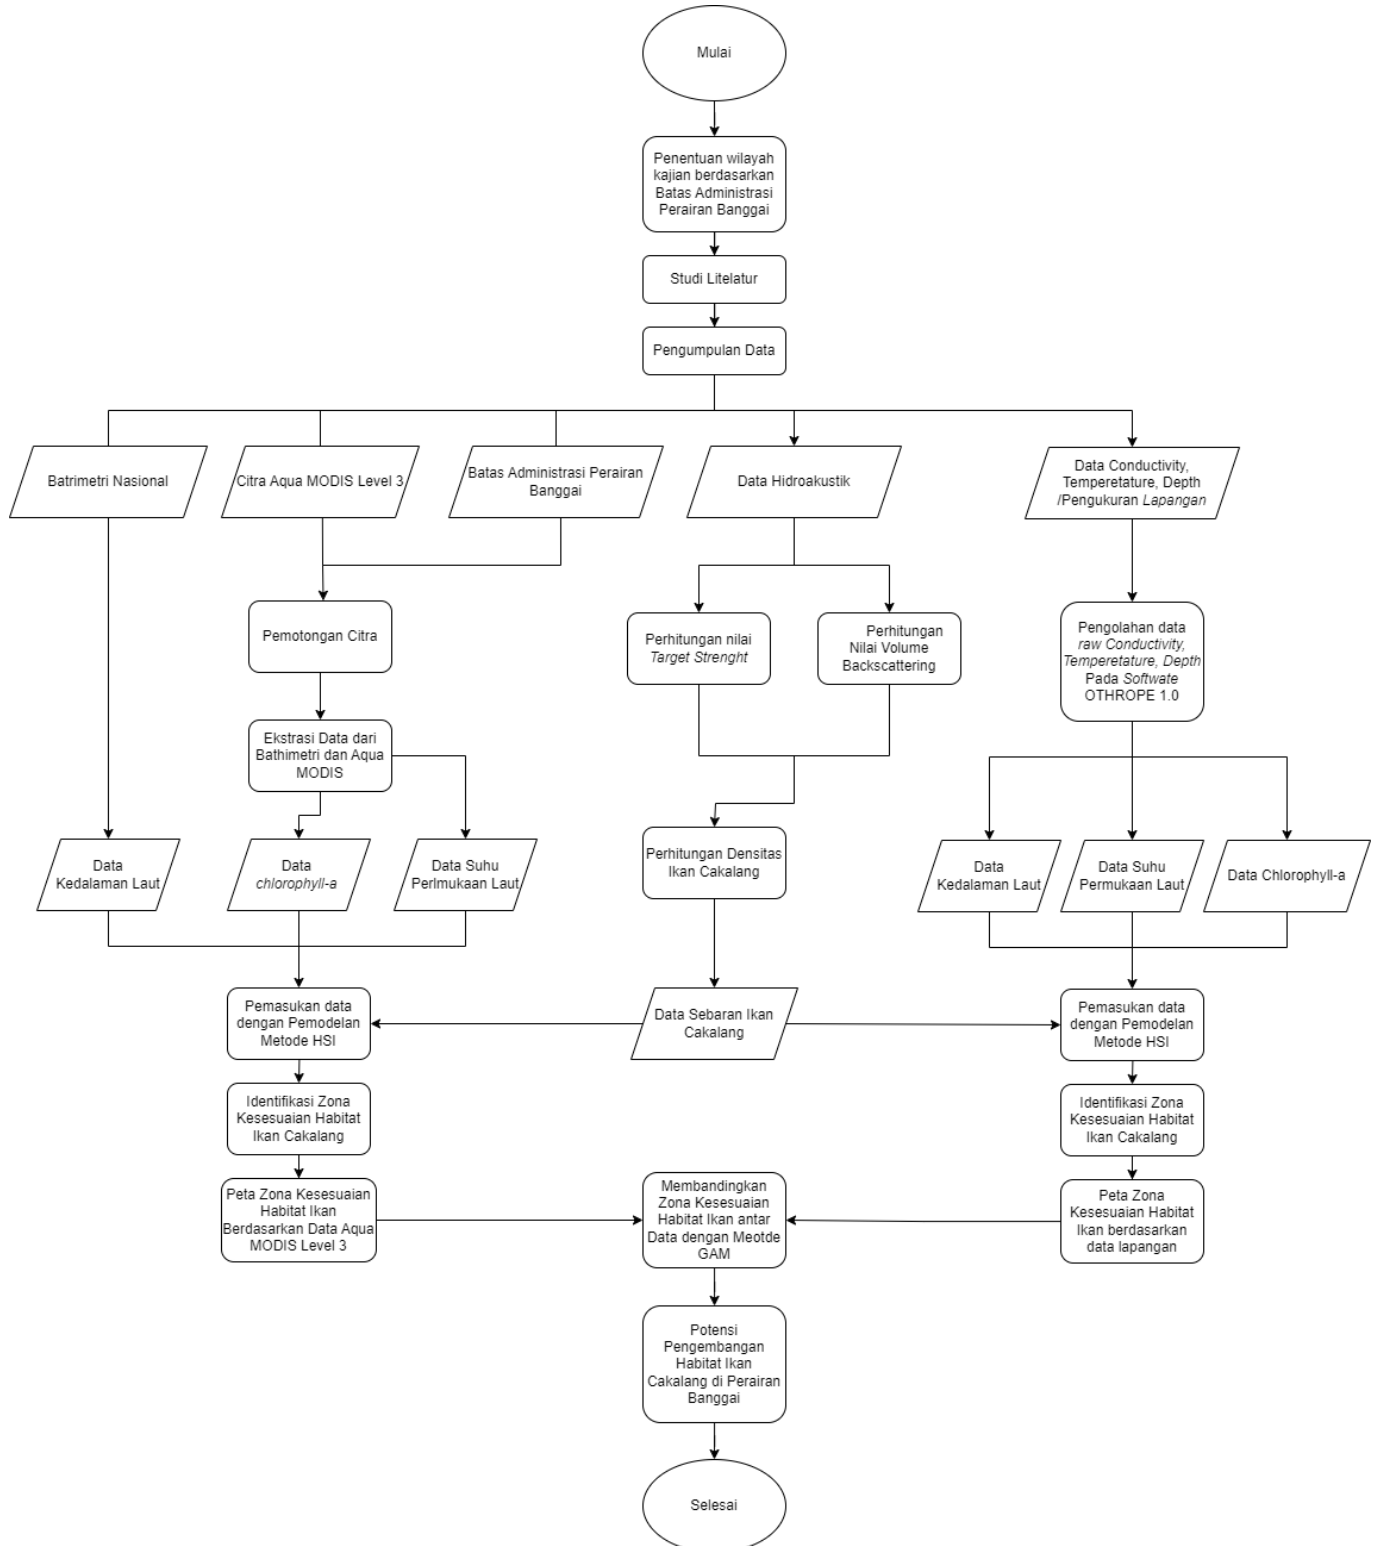 Mulai
Penentuan wilayah
kajian berdasarkan
Batas Administrasi
Perairan Banggai
Studi Litelatur
Pengumpulan Data
Batrimetri Nasional
Citra Aqua MODIS Level 3
Batas Administrasi Perairan
Banggai
Data Hidroakustik
Data Conductivity,
Temperetature, Depth
/Pengukuran Lapangan
Pemotongan Citra
Perhitungan nilai
Target Strenght
Perhitungan
Nilai Volume
Backscattering
Pengolahan data
raw Conductivity,
Temperetature, Depth
Pada Softwate
OTHROPE 1.0
Ekstrasi Data dari
Bathimetri dan Aqua
MODIS
Data
Kedalaman Laut
Data
chlorophyll-a
Data Suhu
Perlmukaan Laut
Perhitungan Densitas
Ikan Cakalang
Data
Kedalaman Laut
Data Suhu
Permukaan Laut
Data Chlorophyll-a
Pemasukan data
dengan Pemodelan
Metode HSI
Data Sebaran Ikan
Cakalang
Pemasukan data
dengan Pemodelan
Metode HSI
Identifikasi Zona
Kesesuaian Habitat
Ikan Cakalang
Identifikasi Zona
Kesesuaian Habitat
Ikan Cakalang
Peta Zona Kesesuaian
Habitat Ikan
Berdasarkan Data Aqua
MODIS Level 3
Membandingkan
Zona Kesesuaian
Habitat Ikan antar
Data dengan Meotde
GAM
Peta Zona
Kesesuaian Habitat
Ikan berdasarkan
data lapangan
Potensi
Pengembangan
Habitat Ikan
Cakalang di Perairan
Banggai
Selesai